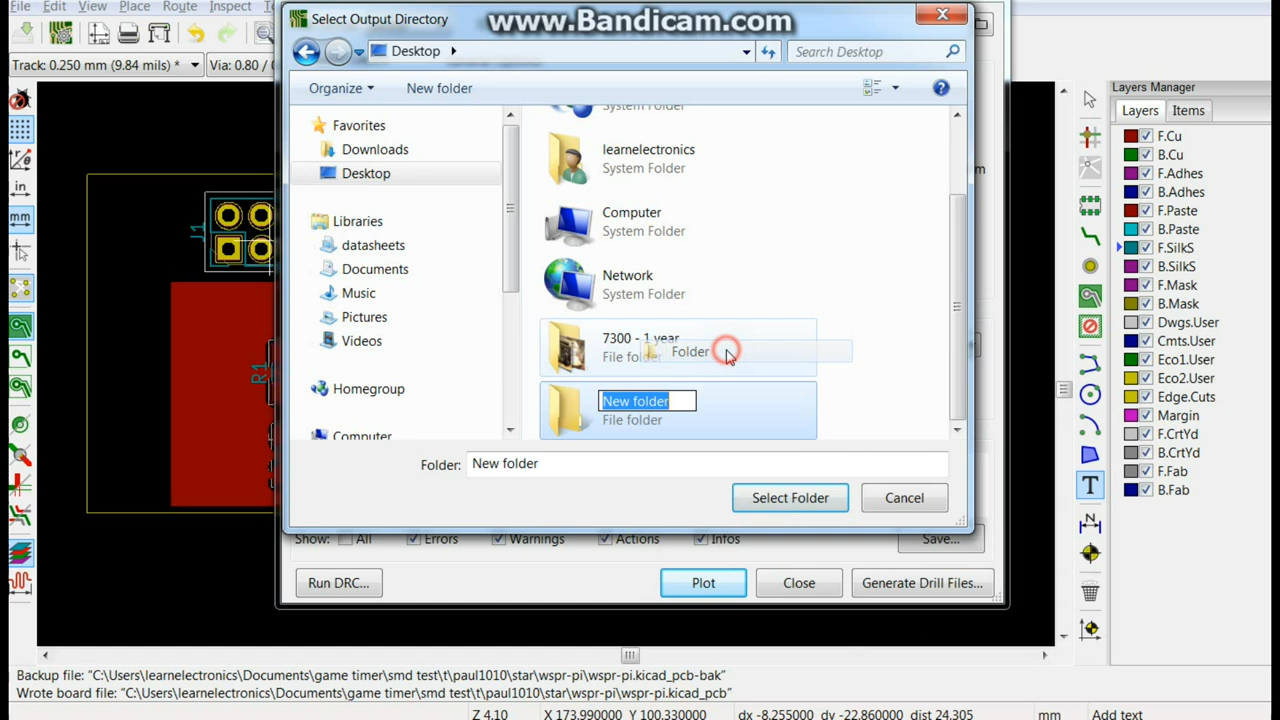 File Edit View Place Route Inspect
Select Output Directory
www.Bandicam.com
Desktop
Search Desktop
Track: 0.250 mm (9.84 mils) *
Via: 0.80 / 0
Organize
New folder
Layers Manager
Layers
Items
Favorites
Downloads
Desktop
Libraries
datasheets
Documents
Music
Pictures
Videos
Homegroup
Computer
System Folder
learnelectronics
System Folder
Computer
System Folder
Network
System Folder
7300 - 1 year
File folder
Folder
New folder
File folder
Folder:
New folder
Select Folder
Cancel
in
mm
J1
R1
m
T
N
F.Cu
B.Cu
F.Adhes
B.Adhes
F.Paste
B.Paste
F.SilkS
B.SilkS
F.Mask
B.Mask
Dwgs.User
Cmts.User
Eco1.User
Eco2.User
Edge.Cuts
Margin
F.CrtYd
B.CrtYd
F.Fab
B.Fab
Show:
All
Errors
Warnings
Actions
Infos
Save...
Run DRC...
Plot
Close
Generate Drill Files...
Backup file: "C:\Users\learnelectronics\Documents\game timer\smd test\t\paul1010\star\wspr-pi\wspr-pi.kicad_pcb-bak"
Wrote board file: "C:\Users\learnelectronics\Documents\game timer\smd test\t\paul1010\star\wspr-pi\wspr-pi.kicad_pcb"
Z 4.10
X 173.990000 Y 100.330000
dx -8.255000 dy -22.860000 dist 24.305
mm
Add text